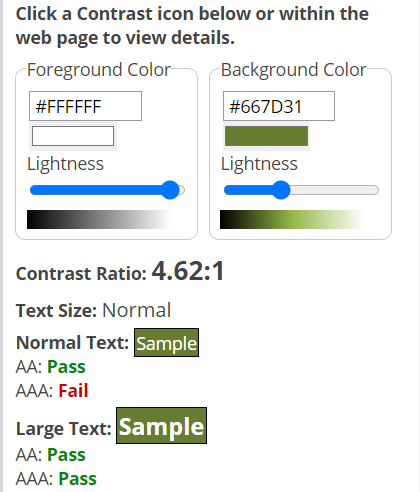 Click a Contrast icon below or within the
web page to view details.
Foreground Color
Background Color
#FFFFFF
#667D31
Lightness
Lightness
Contrast Ratio: 4.62:1
Text Size: Normal
Normal Text: Sample
AA: Pass
AAA: Fail
Large Text: Sample
AA: Pass
AAA: Pass